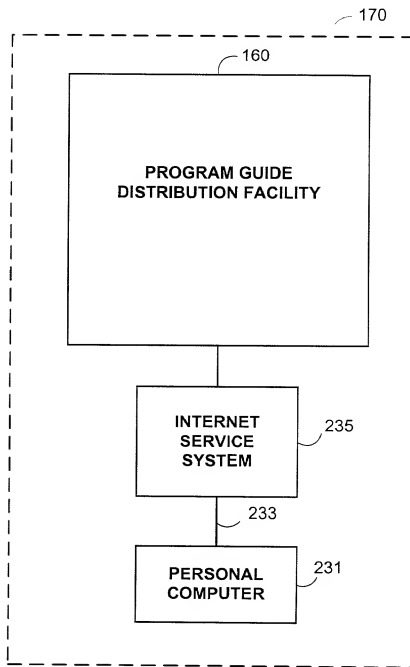 170
160
PROGRAM GUIDE
DISTRIBUTION FACILITY
INTERNET
SERVICE
SYSTEM
235
233
PERSONAL
COMPUTER
231